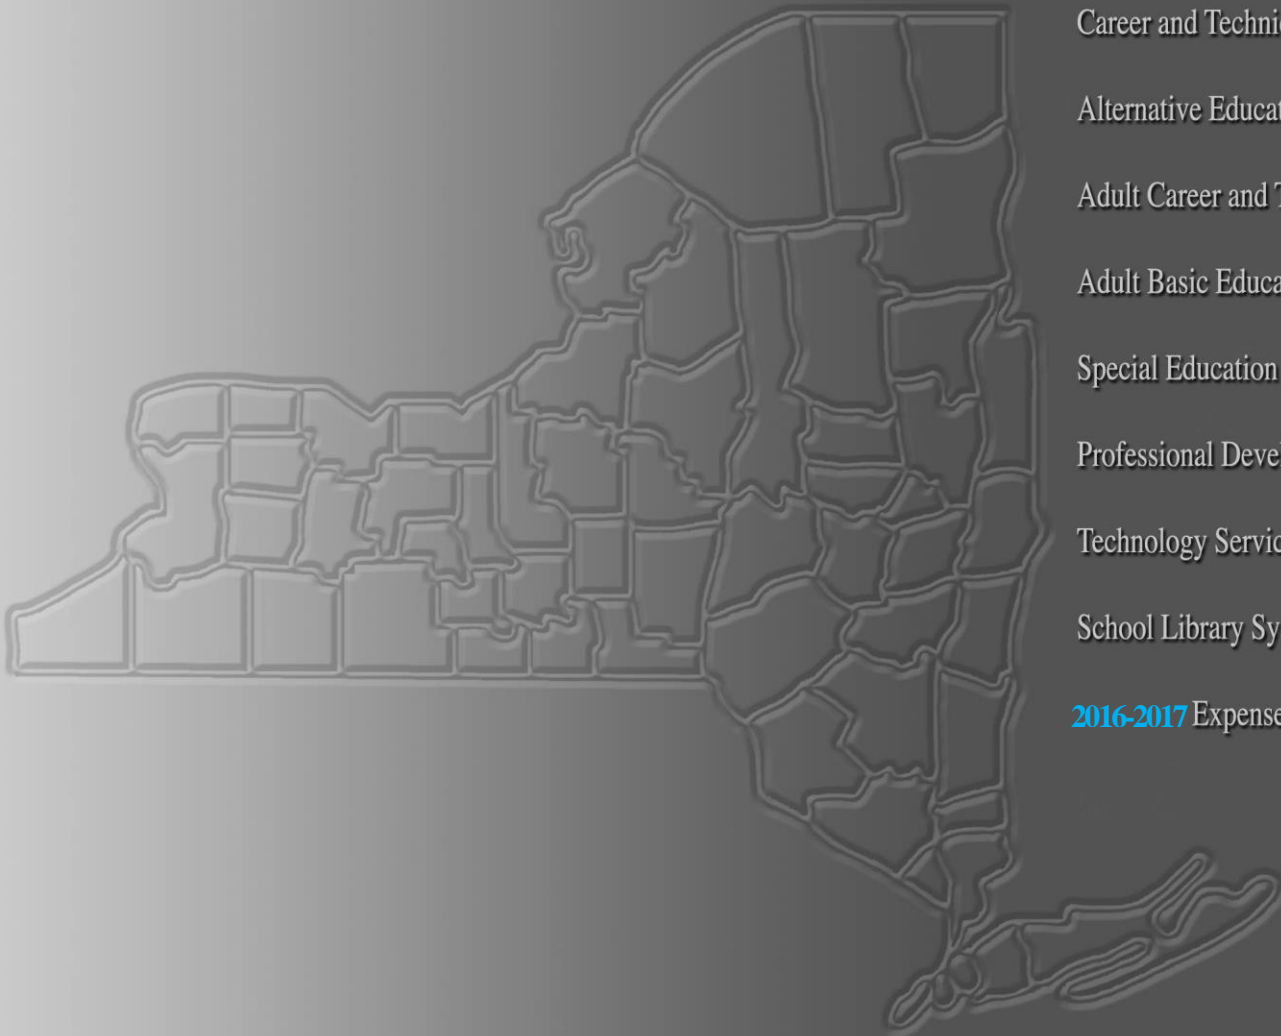 Career and Techni
Alternative Educat
Adult Career and T
Adult Basic Educa
Special Education
Professional Deve
Technology Servic
School Library Sy
2016-2017 Expense